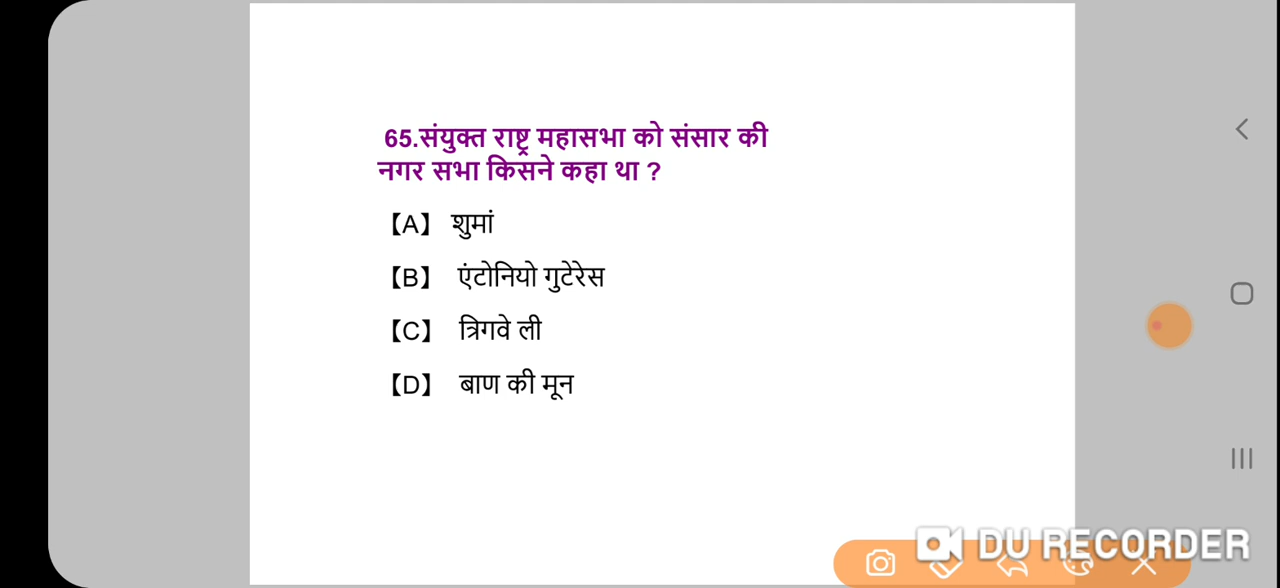 65.संयुक्त राष्ट्र महासभा को संसार की
नगर सभा किसने कहा था ?
【A】 शुमां
【B】 एंटोनियो गुटेरेस
【C】 त्रिगवे ली
【D】 बाण की मून
DU RECORDER